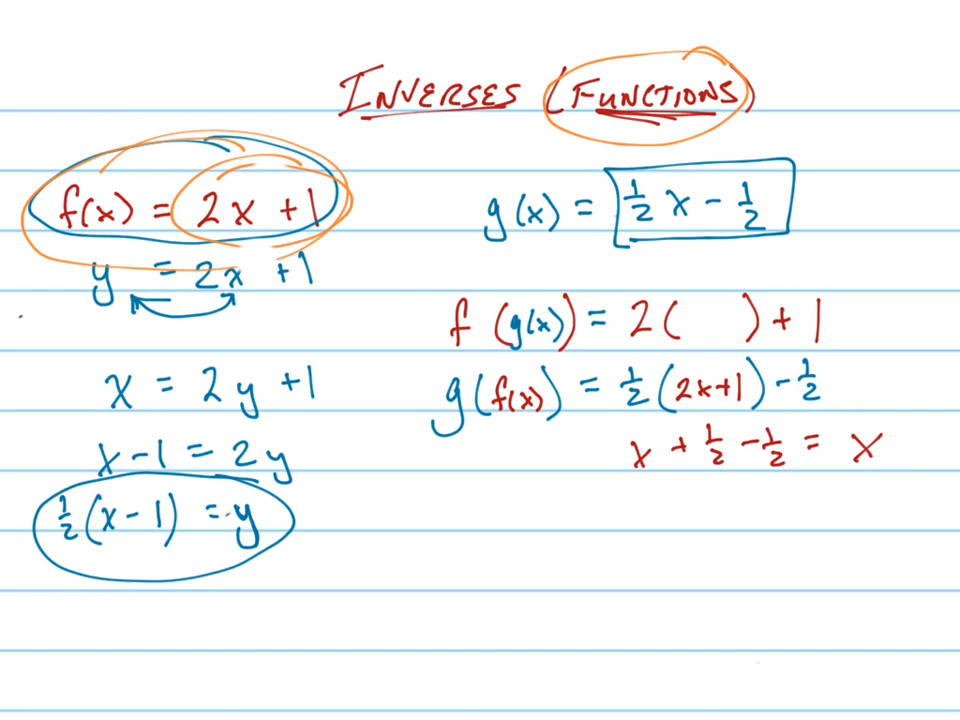 INVERSES (FUNCTIONS)
f(x) = 2x + 1
y = 2x + 1
x = 2y + 1
x - 1 = 2y
½(x - 1) = y
g(x) = ½x - ½
f(g(x)) = 2( ) + 1
g(f(x)) = ½(2x+1) - ½
x + ½ - ½ = x